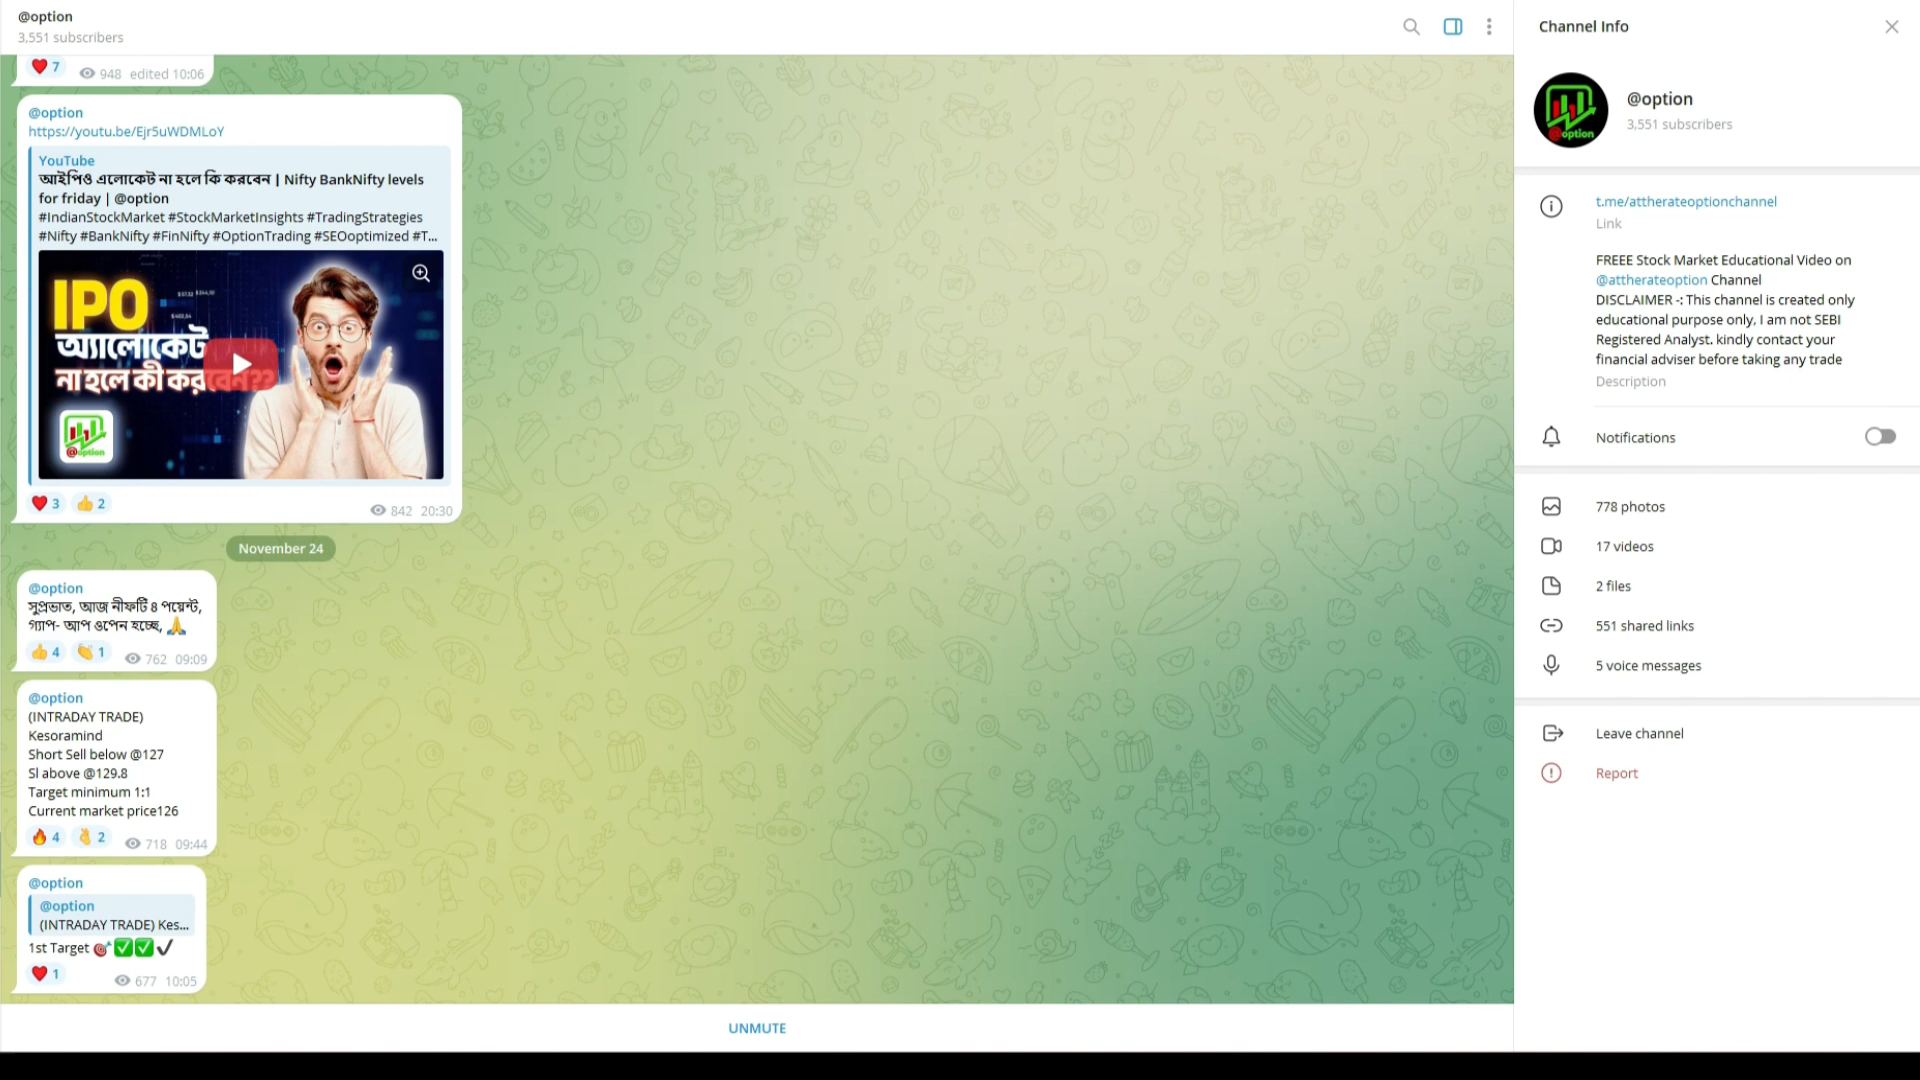 @option
3,551 subscribers
7
948 edited 10:06
@option
https://youtu.be/Ejr5uWDMLoY
YouTube
আইপিও এলোকেট না হলে কি করবেন | Nifty BankNifty levels
for friday | @option
#IndianStockMarket #StockMarketInsights #TradingStrategies
#Nifty #BankNifty #FinNifty #OptionTrading #SEOoptimized #T...
IPO
অ্যালোকেট
না হলে কী করবেন??
@option
3 2
842 20:30
November 24
@option
সুপ্রভাত, আজ নীফটি 8 পয়েন্ট,
গ্যাপ- আপ ওপেন হচ্ছে, 🙏
4 1
762 09:09
@option
(INTRADAY TRADE)
Kesoramind
Short Sell below @127
Sl above @129.8
Target minimum 1:1
Current market price126
4 2
718 09:44
@option
@option
(INTRADAY TRADE) Kes...
1st Target 🎯✅✅✔
1
677 10:05
UNMUTE
Channel Info
@option
@option
3,551 subscribers
t.me/attherateoptionchannel
Link
FREEE Stock Market Educational Video on
@attherateoption Channel
DISCLAIMER -: This channel is created only
educational purpose only, I am not SEBI
Registered Analyst. kindly contact your
financial adviser before taking any trade
Description
Notifications
778 photos
17 videos
2 files
551 shared links
5 voice messages
Leave channel
Report